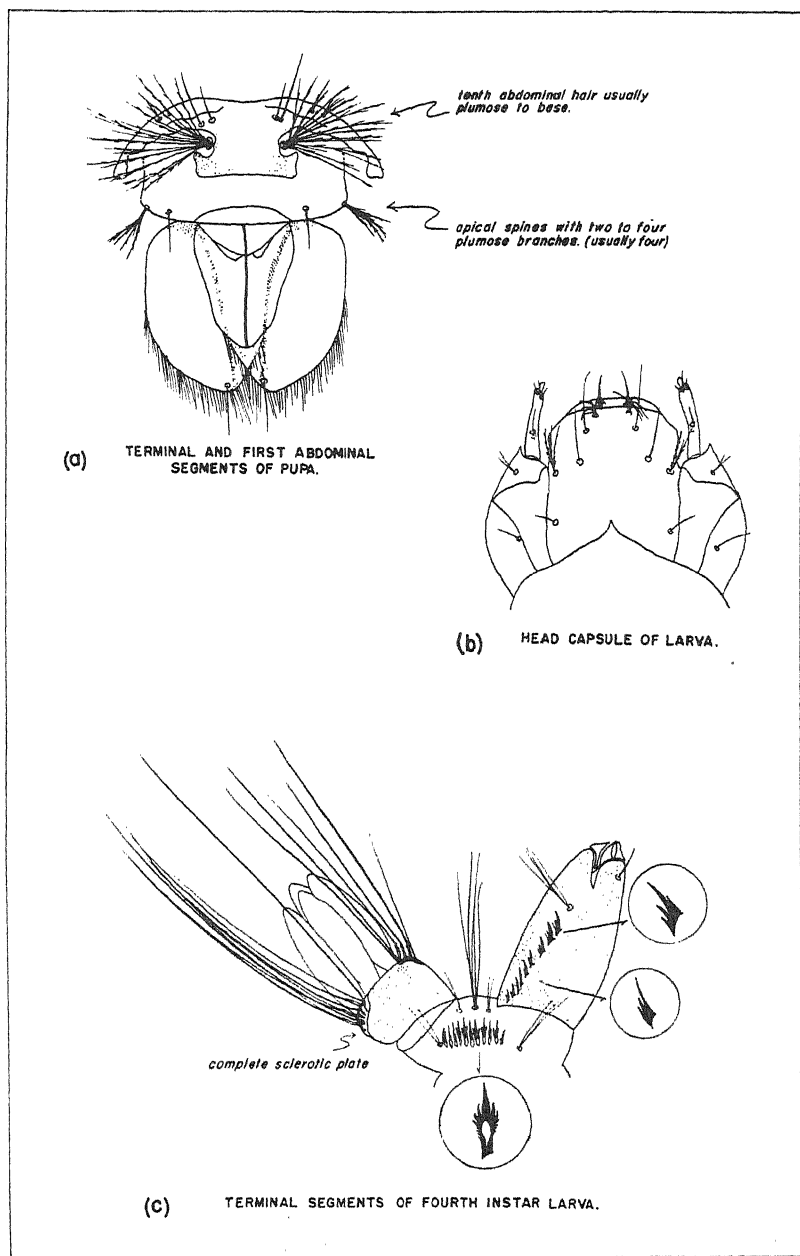 tenth abdominal hair usually
plumose to base.
apical spines with two to four
plumose branches. (usually four)
(a)
TERMINAL AND FIRST ABDOMINAL
SEGMENTS OF PUPA.
(b) HEAD CAPSULE OF LARVA.
complete sclerotic plate
(c) TERMINAL SEGMENTS OF FOURTH INSTAR LARVA.